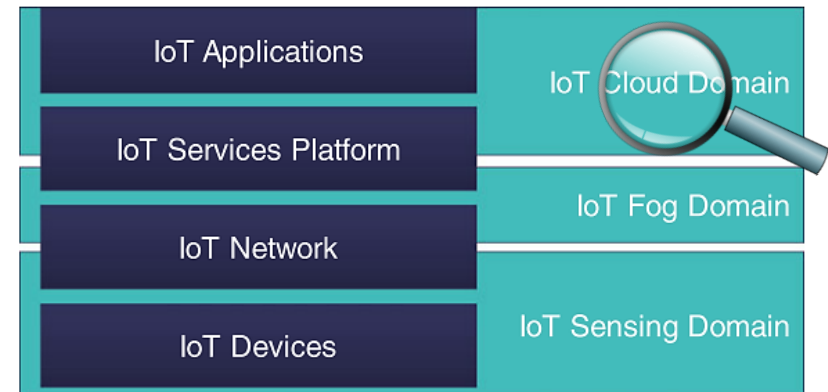 IoT Applications
IoT Cloud Domain
IoT Services Platform
IoT Fog Domain
IoT Network
IoT Sensing Domain
IoT Devices